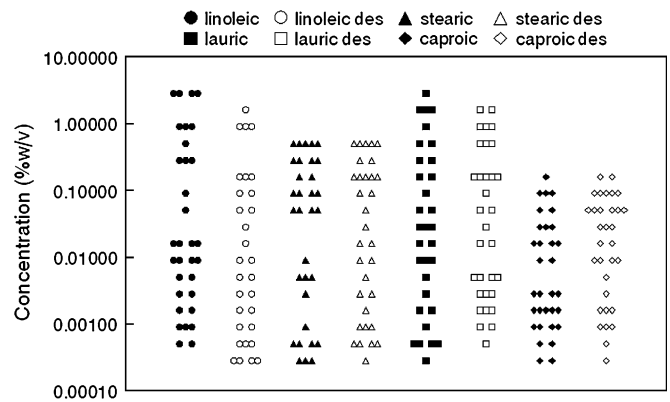 linoleic linoleic des stearic stearic des
lauric lauric des caproic caproic des
10.00000
1.00000
0.10000
0.01000
0.00100
0.00010
Concentration (%w/v)